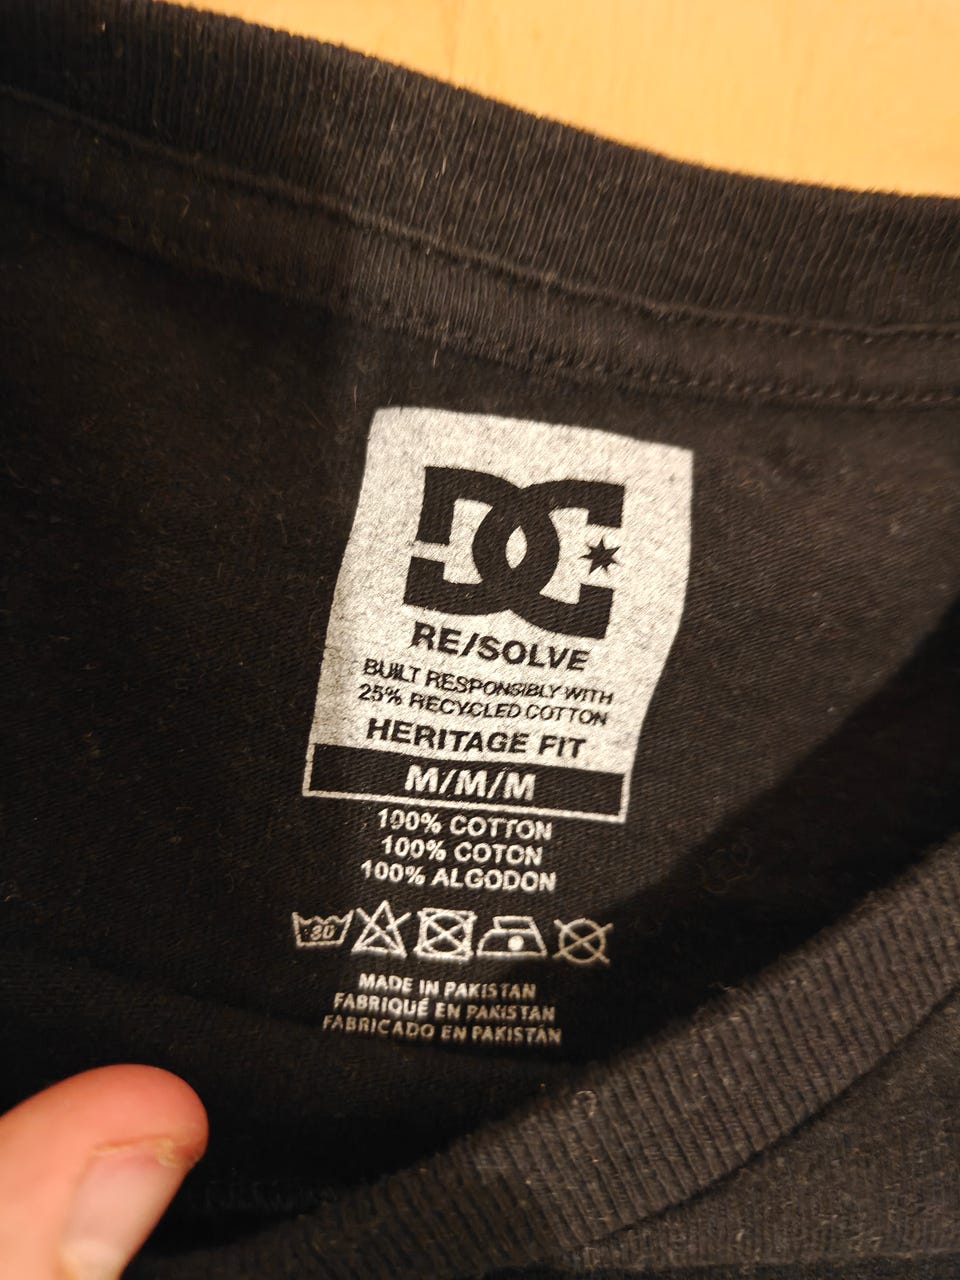 DC
RE/SOLVE
BUILT RESPONSIBLY WITH
25% RECYCLED COTTON
HERITAGE FIT
M/M/M
100% COTTON
100% COTON
100% ALGODON
30
MADE IN PAKISTAN
FABRIQUÉ EN PAKISTAN
FABRICADO EN PAKISTÁN